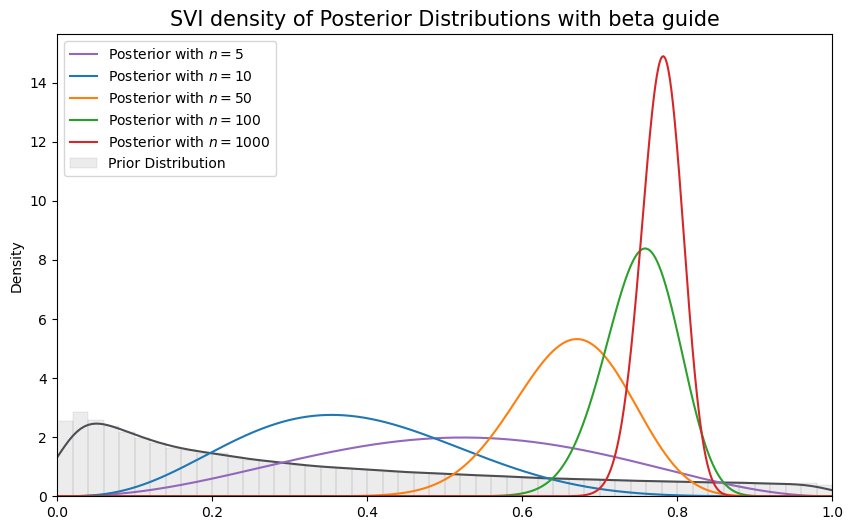 SVI density of Posterior Distributions with beta guide
Posterior with n = 5
Posterior with n = 10
Posterior with n = 50
Posterior with n = 100
Posterior with n = 1000
Prior Distribution
Density
14
12
10
8
6
4
2
0
0.0 0.2 0.4 0.6 0.8 1.0